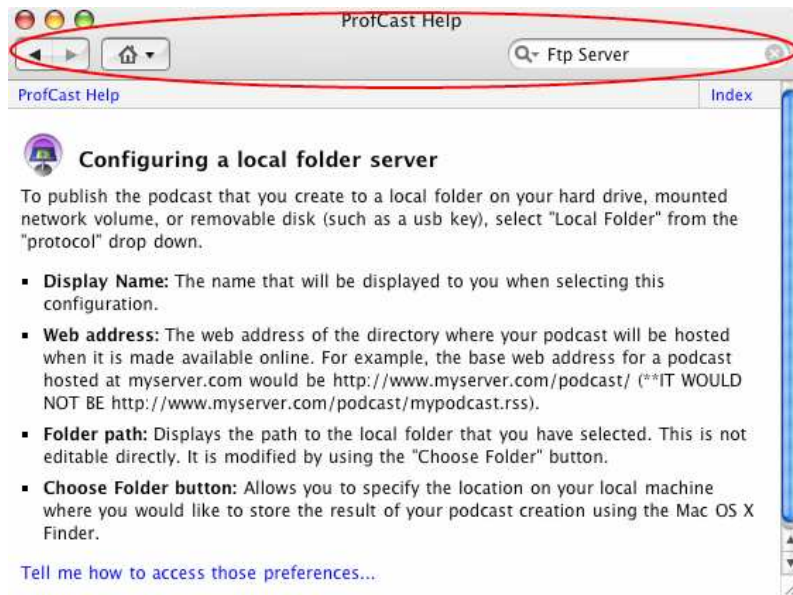 ProfCast Help
Ftp Server
ProfCast Help
Index
Configuring a local folder server
To publish the podcast that you create to a local folder on your hard drive, mounted
network volume, or removable disk (such as a usb key), select "Local Folder" from the
"protocol" drop down.
▪ Display Name: The name that will be displayed to you when selecting this
configuration.
▪ Web address: The web address of the directory where your podcast will be hosted
when it is made available online. For example, the base web address for a podcast
hosted at myserver.com would be http://www.myserver.com/podcast/ (**IT WOULD
NOT BE http://www.myserver.com/podcast/mypodcast.rss).
▪ Folder path: Displays the path to the local folder that you have selected. This is not
editable directly. It is modified by using the "Choose Folder" button.
▪ Choose Folder button: Allows you to specify the location on your local machine
where you would like to store the result of your podcast creation using the Mac OS X
Finder.
Tell me how to access those preferences...